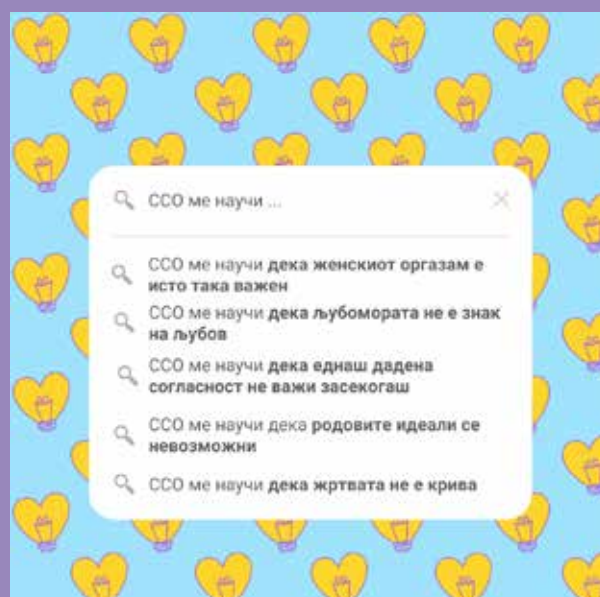 ССО ме научи ...
ССО ме научи дека женскиот оргазам е
исто така важен
ССО ме научи дека љубомората не е знак
на љубов
ССО ме научи дека еднаш дадена
согласност не важи засекогаш
ССО ме научи дека родовите идеали се
невозможни
ССО ме научи дека жртвата не е крива